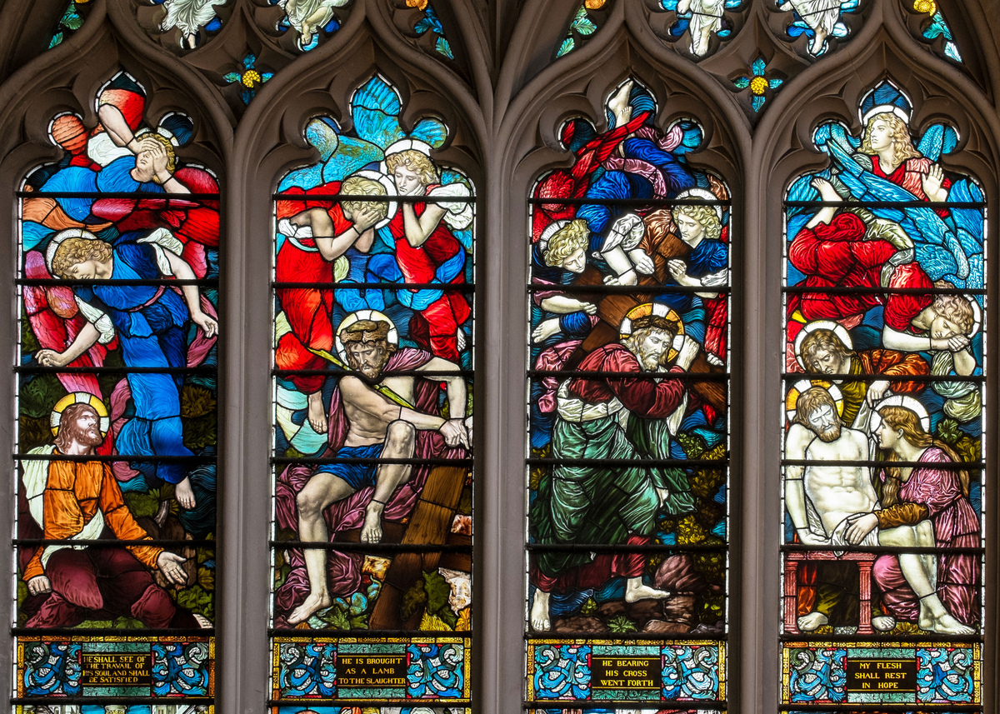 HE SHALL SEE OF
THE TRAVAIL OF
HIS SOUL AND SHALL
BE SATISFIED
HE IS BROUGHT
AS A LAMB
TO THE SLAUGHTER
HE BEARING
HIS CROSS
WENT FORTH
MY FLESH
SHALL REST
IN HOPE